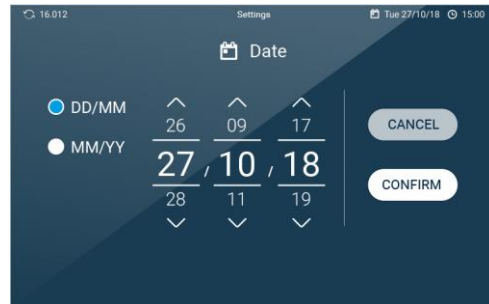 16.012 Settings Tue 27/10/18 15:00
Date
DD/MM
MM/YY
26 09 17
27 , 10 , 18
28 11 19
CANCEL
CONFIRM